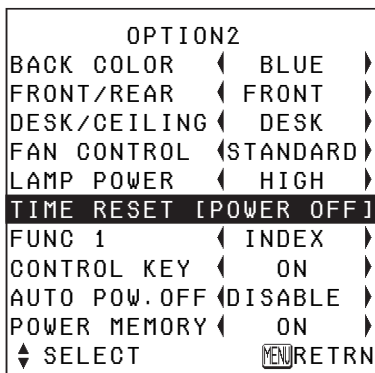 OPTION2
BACK COLOR BLUE
FRONT/REAR FRONT
DESK/CEILING DESK
FAN CONTROL STANDARD
LAMP POWER HIGH
TIME RESET [POWER OFF]
FUNC 1 INDEX
CONTROL KEY ON
AUTO POW.OFF DISABLE
POWER MEMORY ON
SELECT MENU RETRN